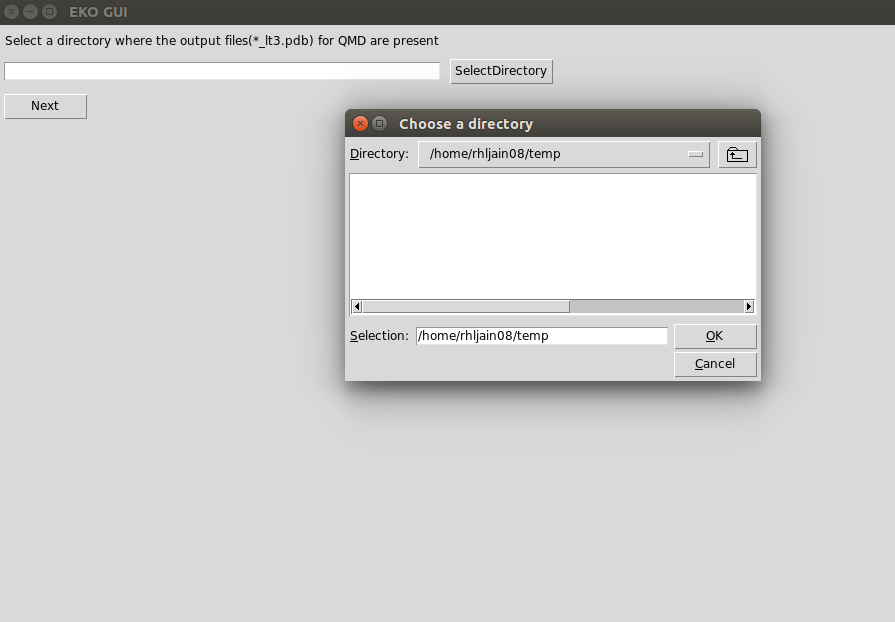 EKO GUI
Select a directory where the output files(*_lt3.pdb) for QMD are present
SelectDirectory
Next
Choose a directory
Directory: /home/rhljain08/temp
Selection: /home/rhljain08/temp
OK
Cancel